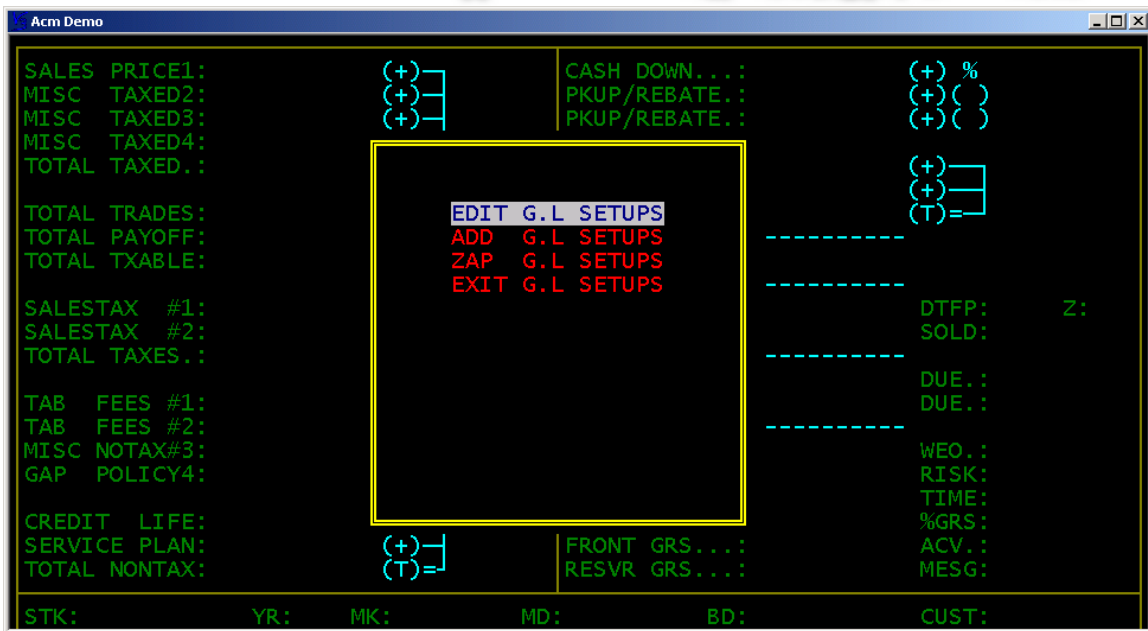 Acm Demo
SALES PRICE1: (+) CASH DOWN...: (+) %
MISC TAXED2: (+) PKUP/REBATE.: (+)( )
MISC TAXED3: (+) PKUP/REBATE.: (+)( )
MISC TAXED4:
TOTAL TAXED.: (+)
(+)
TOTAL TRADES: EDIT G.L SETUPS (T)=
TOTAL PAYOFF: ADD G.L SETUPS ----------
TOTAL TXABLE: ZAP G.L SETUPS
EXIT G.L SETUPS ----------
SALESTAX #1: DTFP: Z:
SALESTAX #2: SOLD:
TOTAL TAXES.: ----------
DUE.:
TAB FEES #1: DUE.:
TAB FEES #2: ----------
MISC NOTAX#3: WEO.:
GAP POLICY4: RISK:
TIME:
CREDIT LIFE: %GRS:
SERVICE PLAN: (+) FRONT GRS...: ACV.:
TOTAL NONTAX: (T)= RESVR GRS...: MESG:
STK: YR: MK: MD: BD: CUST: